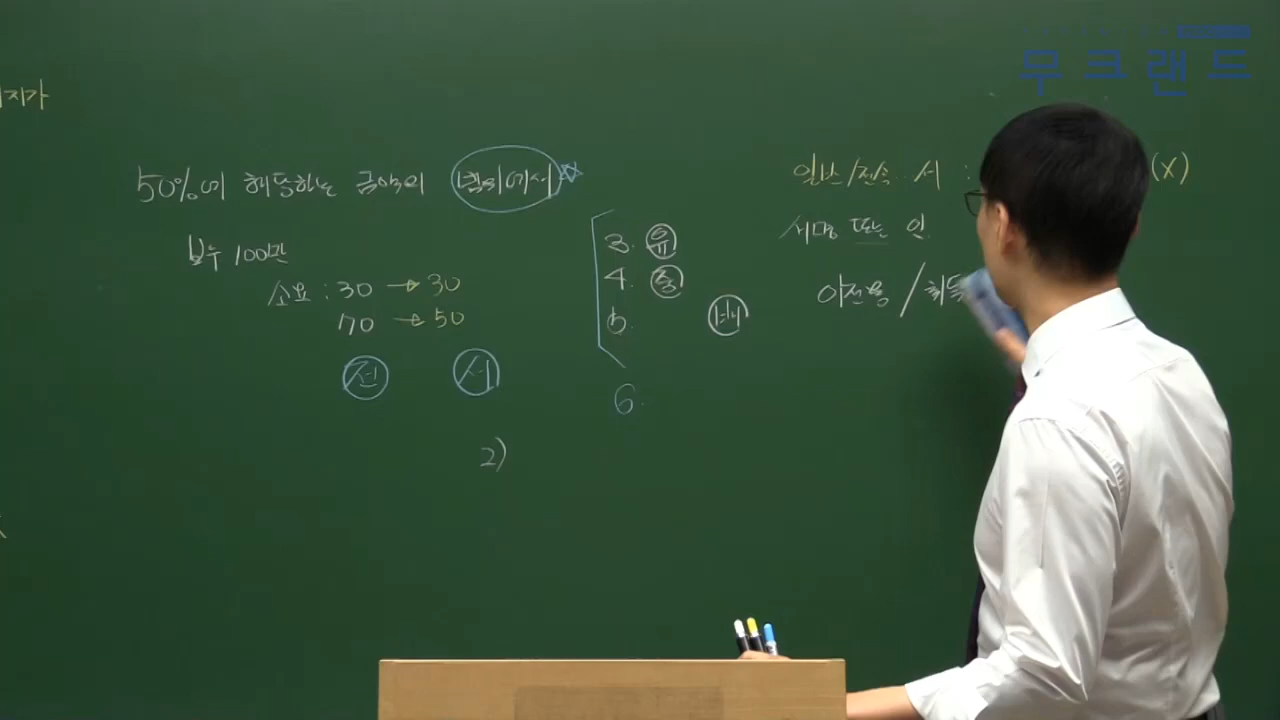 지가
50%에 해당하는 금액의 범위에서
보수 100만
소요 : 30 → 30
70 → 50
전 서
2)
3. 유
4. 중
5. 비
6.
일반/전속 서 : (X)
서명 또는 인
야전용 / 취득
무크랜드